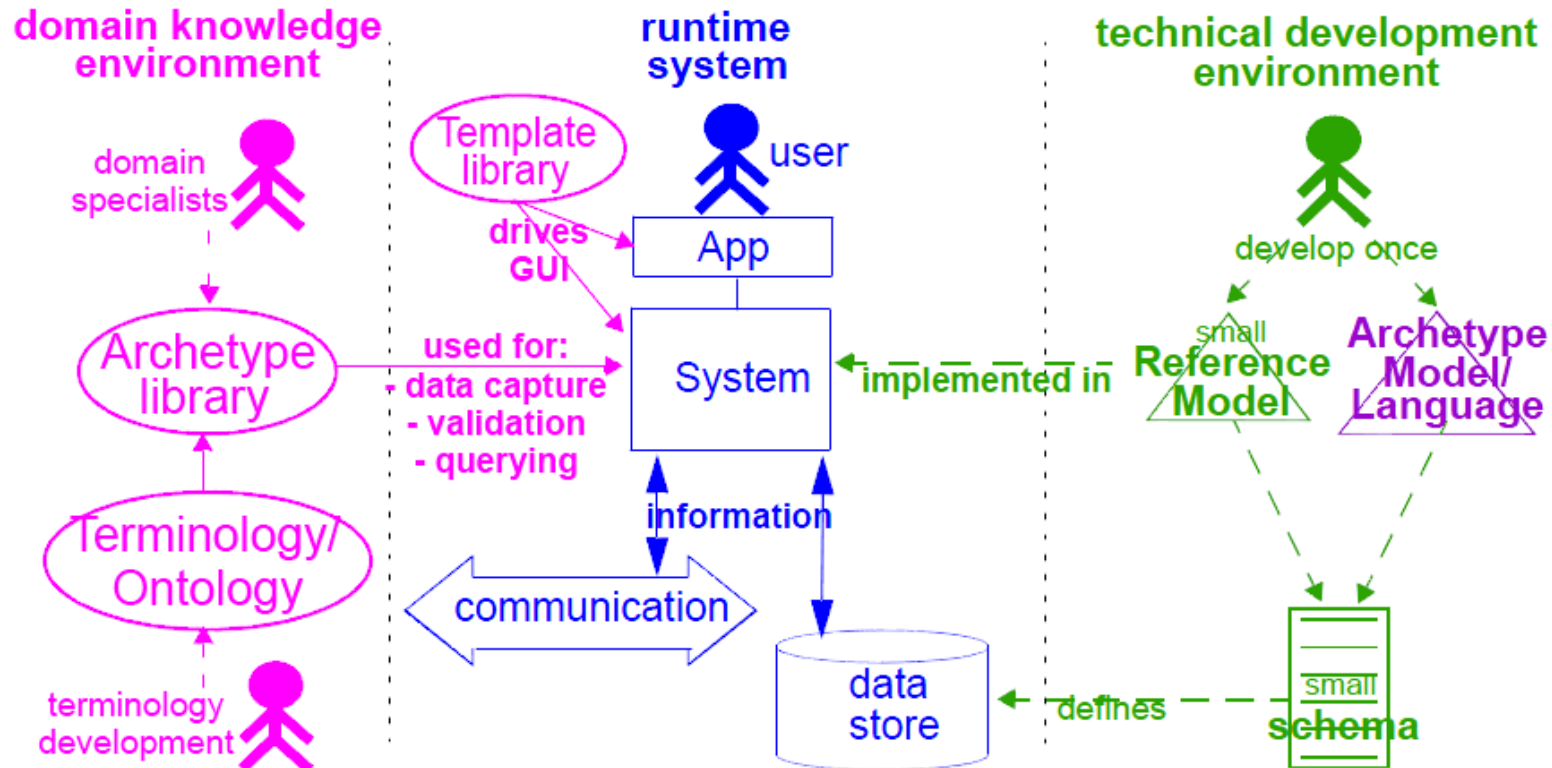 domain knowledge
environment
domain
specialists
Archetype
library
Terminology/
Ontology
terminology
development
runtime
system
Template
library
user
drives
GUI
App
used for:
- data capture
- validation
- querying
System
information
communication
data
store
technical development
environment
develop once
small
Reference
Model
Archetype
Model/
Language
implemented in
defines
small
schema